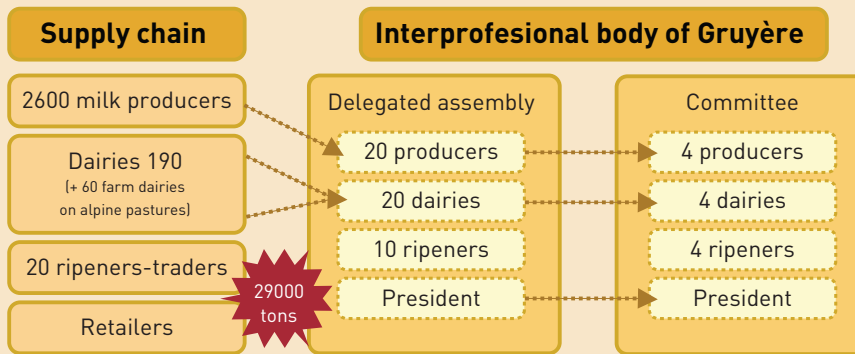 Supply chain
Interprofesional body of Gruyère
2600 milk producers
Dairies 190
(+ 60 farm dairies
on alpine pastures)
20 ripeners-traders
Retailers
29000
tons
Delegated assembly
20 producers
20 dairies
10 ripeners
President
Committee
4 producers
4 dairies
4 ripeners
President